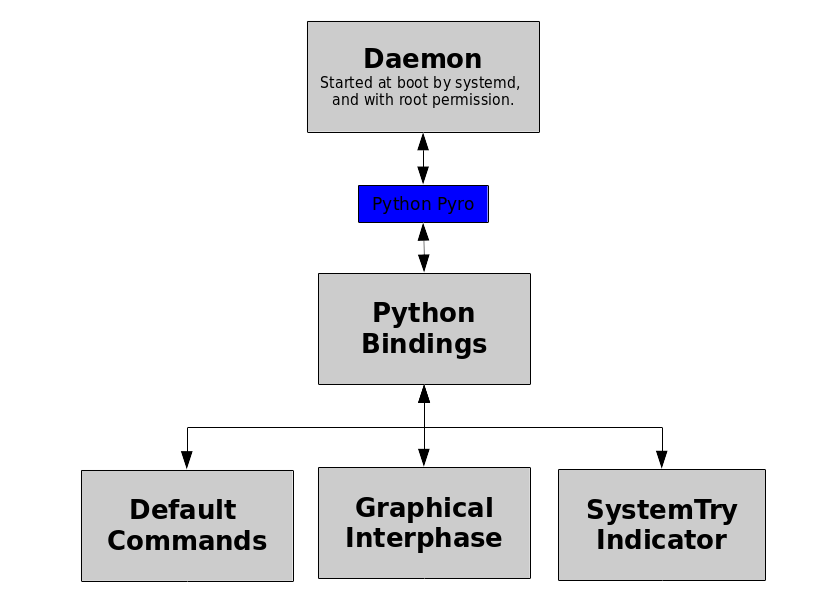 Daemon
Started at boot by systemd,
and with root permission.
Python Pyro
Python
Bindings
Default
Commands
Graphical
Interphase
SystemTry
Indicator